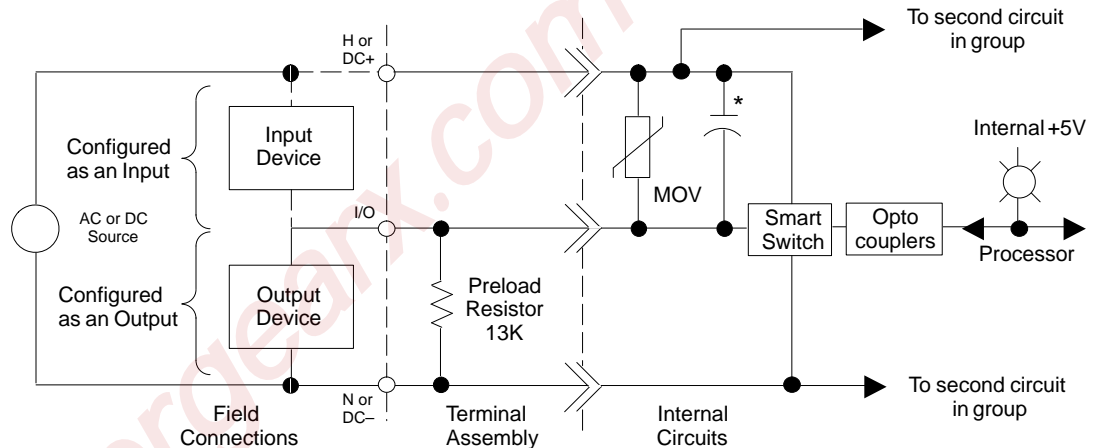 To second circuit
in group
H or
DC+
Input
Device
Configured
as an Input
*
Internal +5V
MOV
AC or DC
Source
I/O
Smart
Switch
Opto
couplers
Processor
Configured
as an Output
Output
Device
Preload
Resistor
13K
To second circuit
in group
N or
DC–
Field
Connections
Terminal
Assembly
Internal
Circuits
ergearx.com